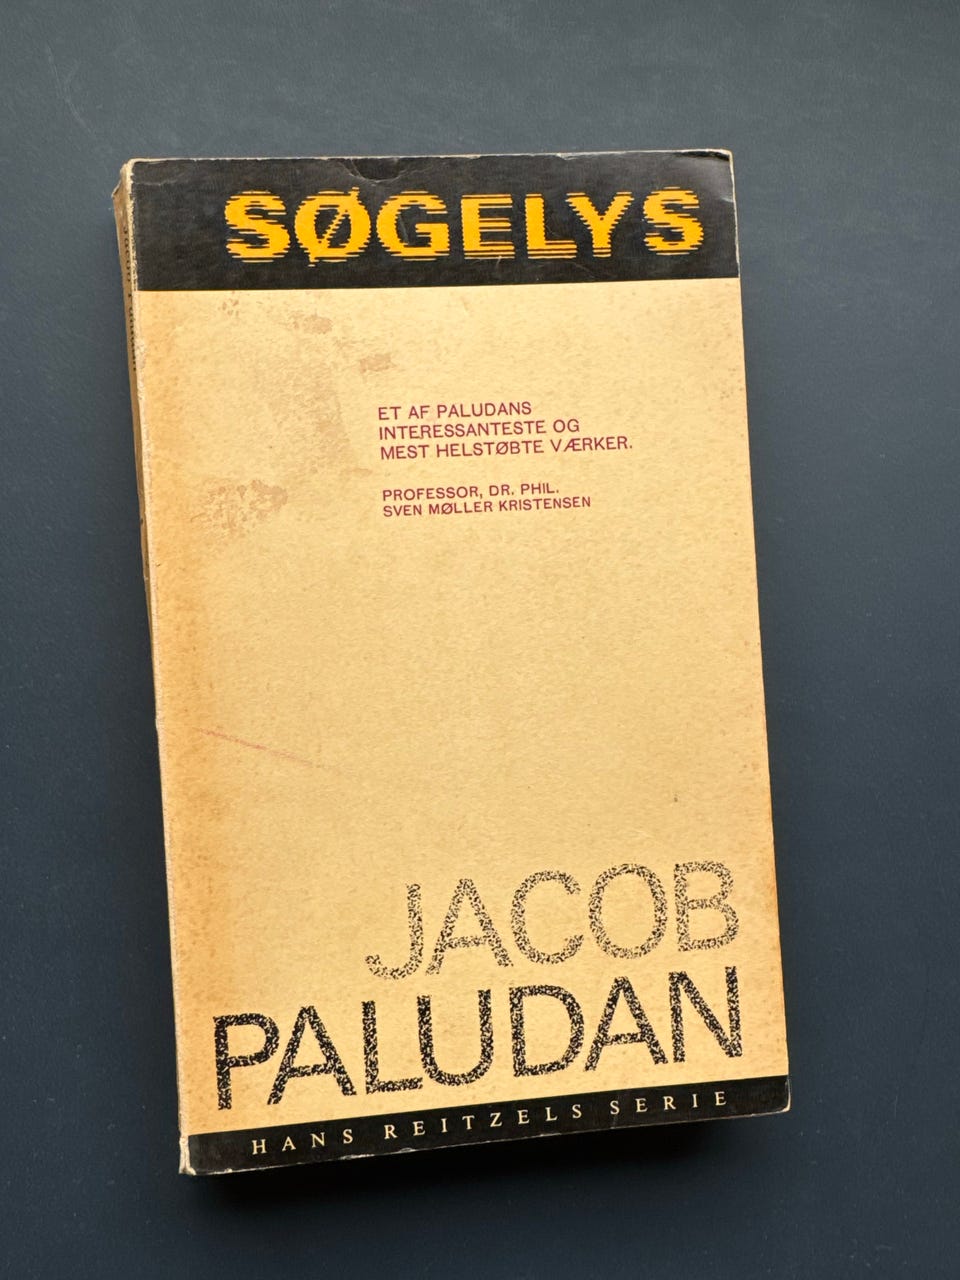 SØGELYS
ET AF PALUDANS
INTERESSANTESTE OG
MEST HELSTØBTE VÆRKER.
PROFESSOR, DR. PHIL.
SVEN MØLLER KRISTENSEN
JACOB
PALUDAN
HANS REITZELS SERIE